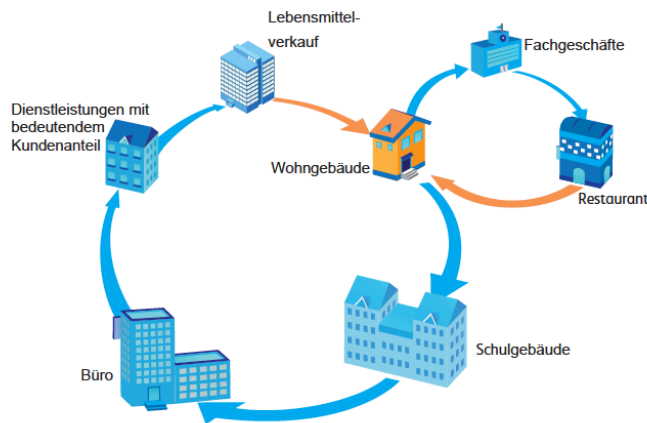 Lebensmittel-
verkauf
Fachgeschäfte
Dienstleistungen mit
bedeutendem
Kundenanteil
Wohngebäude
Restaurant
Schulgebäude
Büro